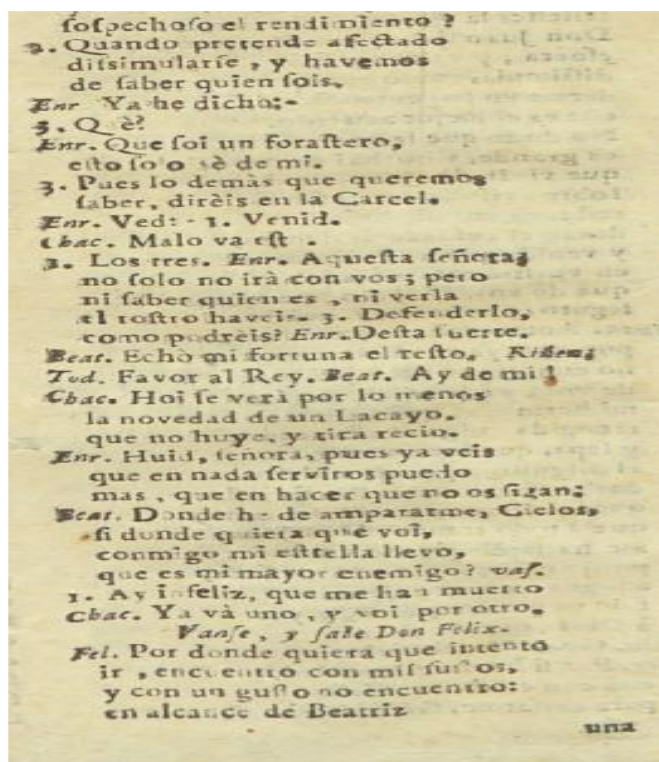 sospechoso el rendimiento?
2. Quando pretende afectado
dissimularse, y havemos
de saber quien sois.
Enr Ya he dicho:-
3. Q è?
Enr. Que soi un forastero,
esto solo sè de mi.
3. Pues lo demàs que queremos
saber, dirèis en la Carcel.
Enr. Ved: - 1. Venid.
Chac. Malo va est .
3. Los tres. Enr. Aquesta señora;
no solo no irà con vos; pero
ni saber quien es, ni verla
el rostro haveis. 3. Defenderlo,
como podrèis? Enr. Desta suerte.
Beat. Echò mi fortuna el resto. Riñen;
Tod. Favor al Rey. Beat. Ay de mi!
Chac. Hoi se verà por lo menos
la novedad de un Lacayo.
que no huye, y tira recio.
Enr. Huid, señora, pues ya veis
que en nada serviros puedo
mas, que en hacer que no os sigan;
Beat. Donde he de ampararme, Cielos,
si donde quiera que voi,
conmigo mi estrella llevo,
que es mi mayor enemigo? vas.
1. Ay infeliz, que me han muerto
Chac. Ya và uno, y voi por otro.
Vanse, y sale Don Felix.
Fel. Por donde quiera que intento
ir, encuentro con mis sustos,
y con un gusto no encuentro:
en alcance de Beatriz
una